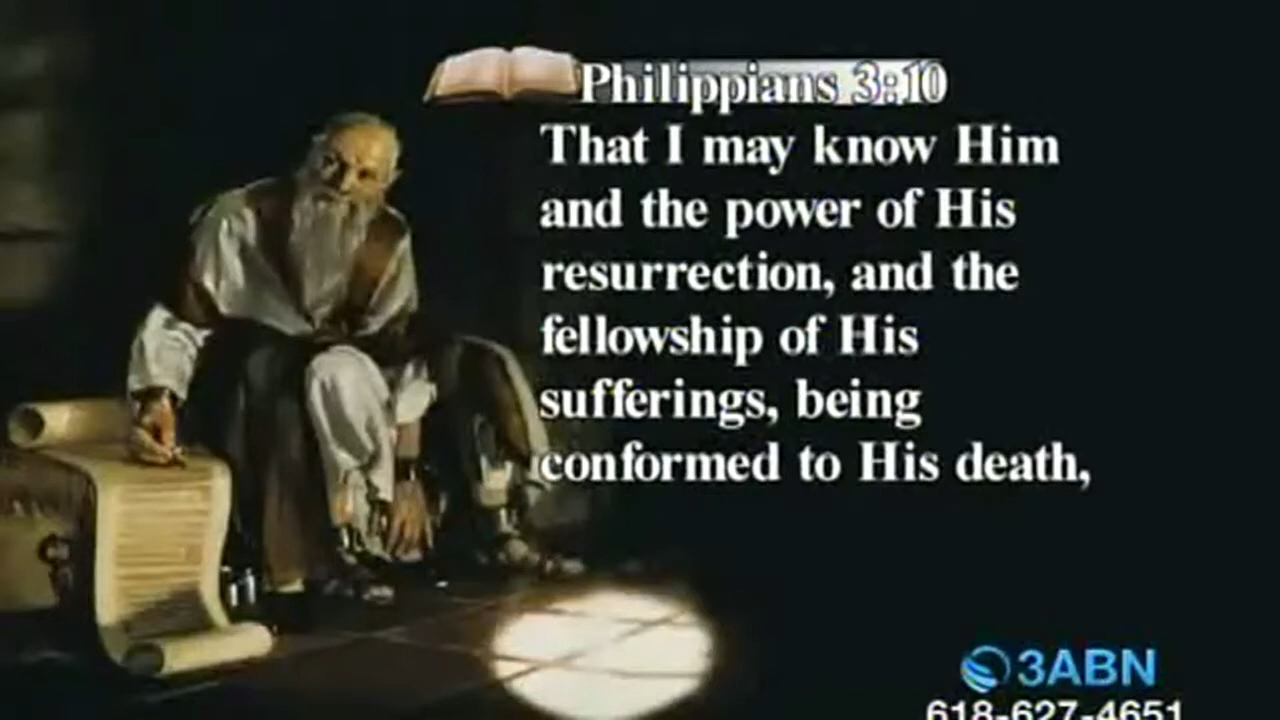 Philippians 3:10
That I may know Him
and the power of His
resurrection, and the
fellowship of His
sufferings, being
conformed to His death,
3ABN
618-627-4651